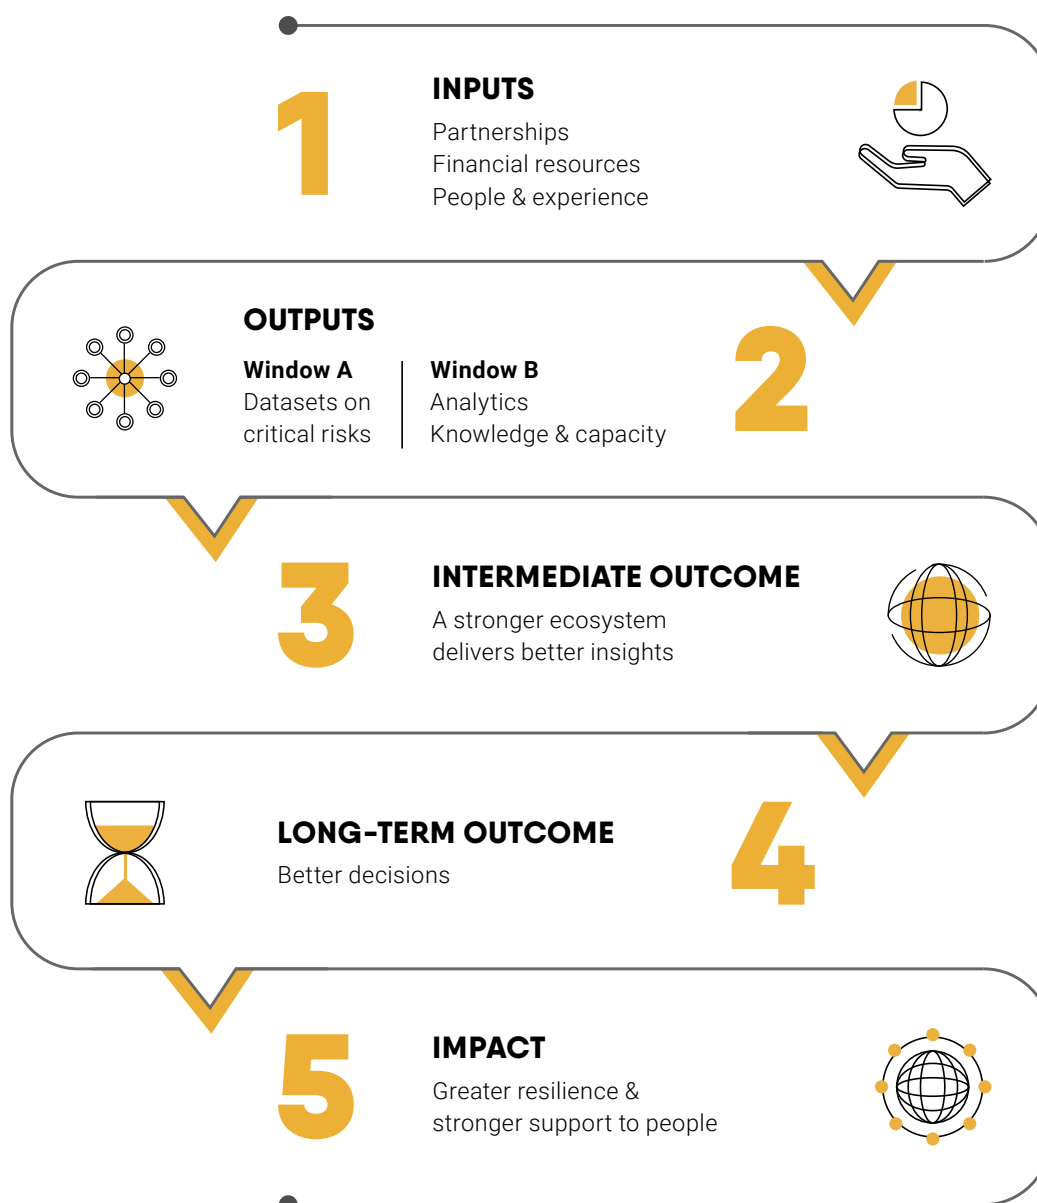 1
INPUTS
Partnerships
Financial resources
People & experience
OUTPUTS
Window A
Datasets on
critical risks
Window B
Analytics
Knowledge & capacity
2
3
INTERMEDIATE OUTCOME
A stronger ecosystem
delivers better insights
LONG-TERM OUTCOME
Better decisions
4
5
IMPACT
Greater resilience &
stronger support to people